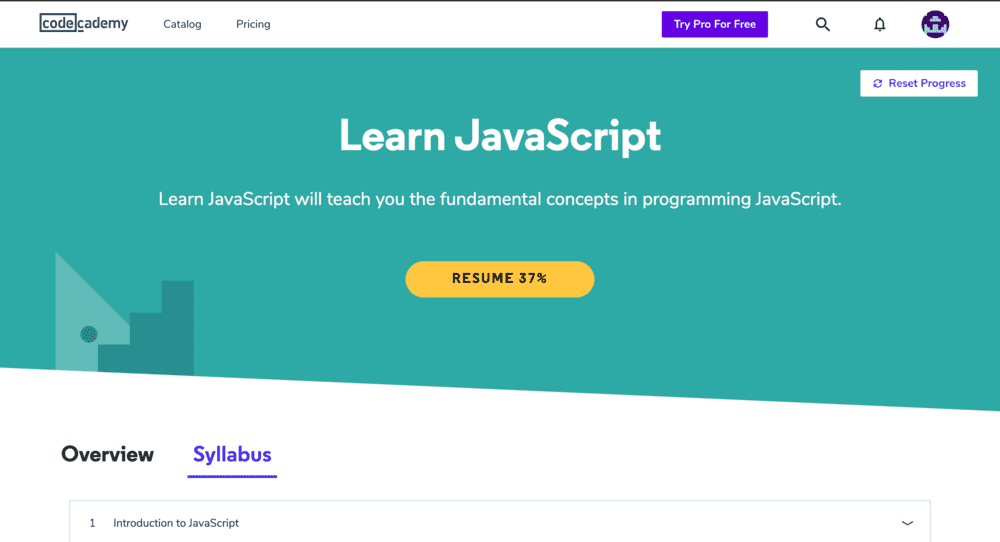 codecademy
Catalog
Pricing
Try Pro For Free
Reset Progress
Learn JavaScript
Learn JavaScript will teach you the fundamental concepts in programming JavaScript.
RESUME 37%
Overview
Syllabus
1 Introduction to JavaScript